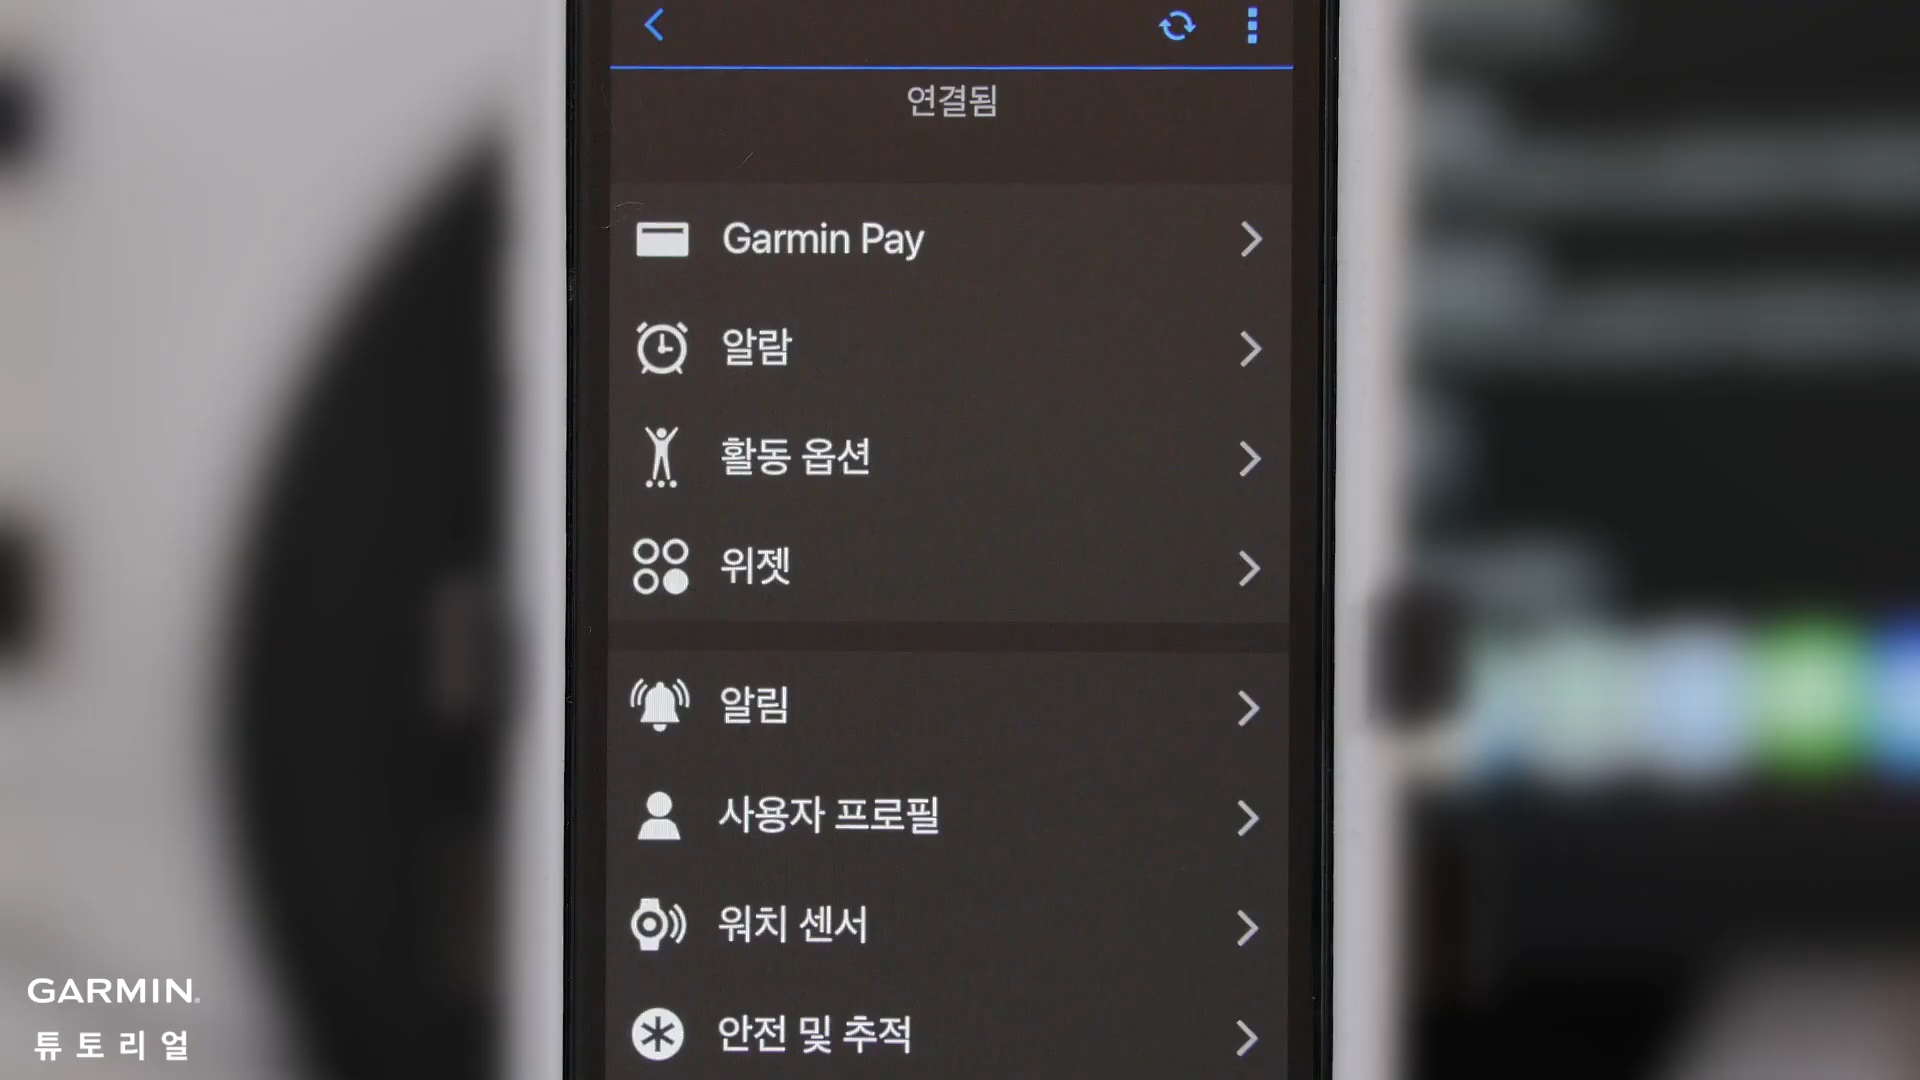 연결됨
Garmin Pay
알람
활동 옵션
위젯
알림
사용자 프로필
워치 센서
안전 및 추적
GARMIN®
튜토리얼